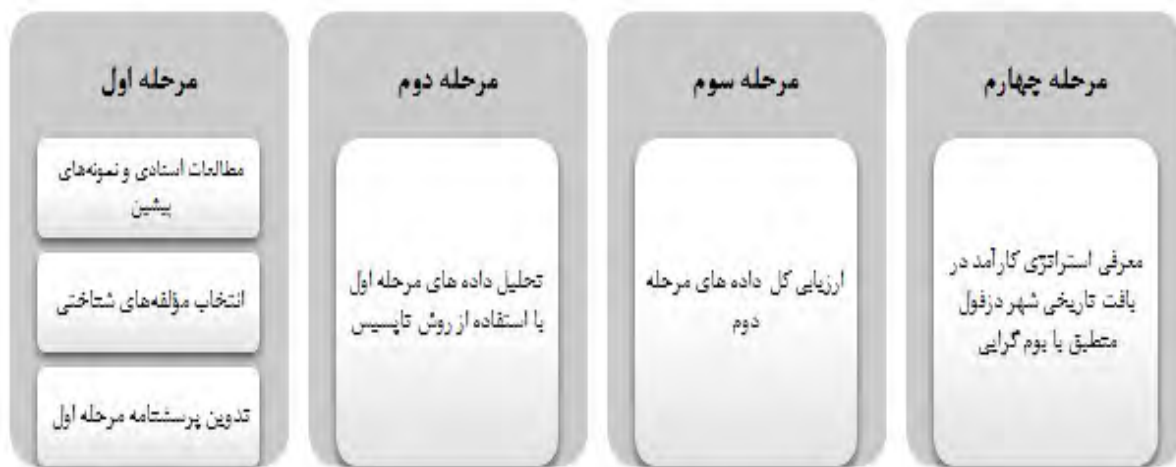 مرحله اول
مطالعات اسنادی و نمونه‌های
پیشین
انتخاب مؤلفه‌های شناختی
تدوین پرسشنامه مرحله اول
مرحله دوم
تحلیل داده های مرحله اول
با استفاده از روش تاپسیس
مرحله سوم
ارزیابی کل داده های مرحله
دوم
مرحله چهارم
معرفی استراتژی کارآمد در
بافت تاریخی شهر دزفول
منطبق با بوم گرایی